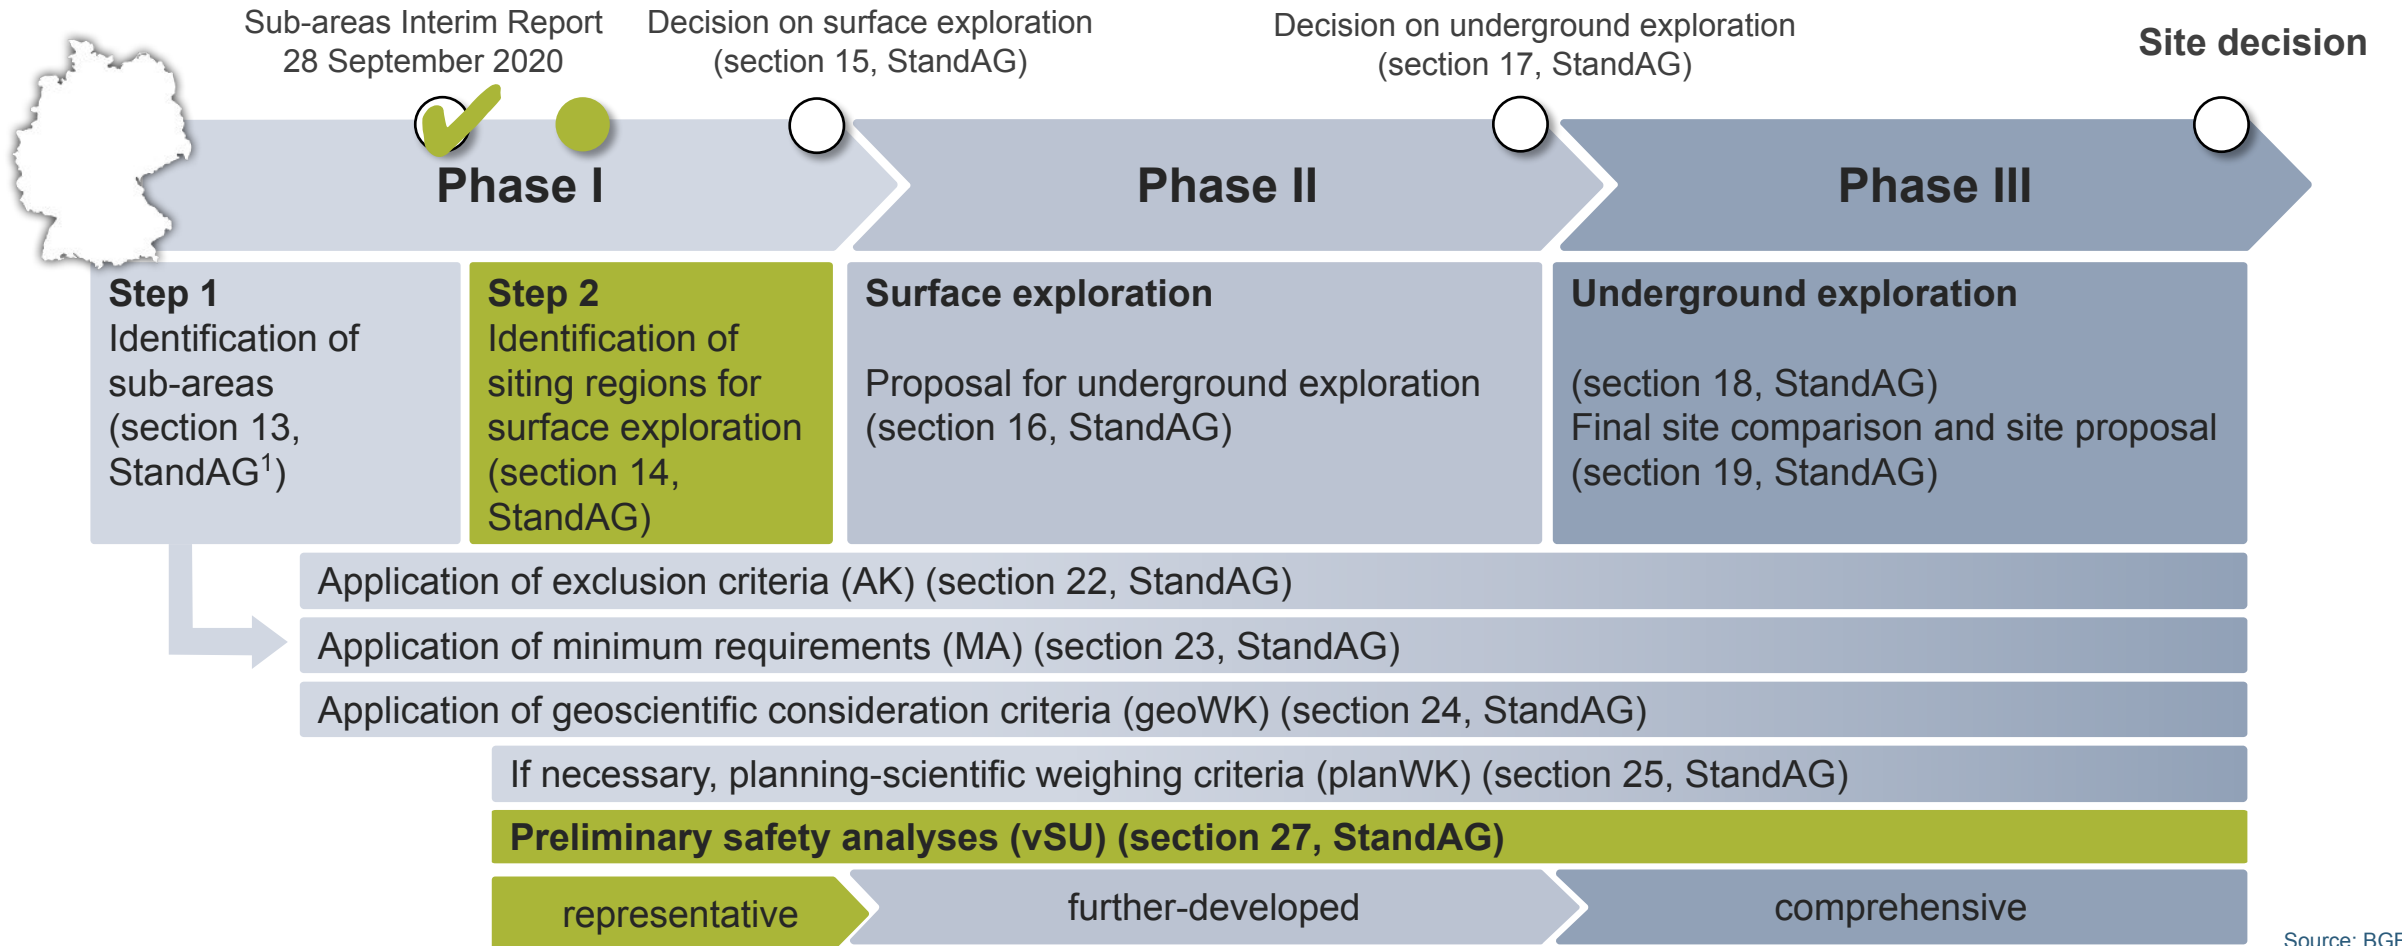 Sub-areas Interim Report
28 September 2020
Decision on surface exploration
(section 15, StandAG)
Decision on underground exploration
(section 17, StandAG)
Site decision
Phase I
Phase II
Phase III
Step 1
Identification of
sub-areas
(section 13,
StandAG¹)
Step 2
Identification of
siting regions for
surface exploration
(section 14,
StandAG)
Surface exploration
Proposal for underground exploration
(section 16, StandAG)
Underground exploration
(section 18, StandAG)
Final site comparison and site proposal
(section 19, StandAG)
Application of exclusion criteria (AK) (section 22, StandAG)
Application of minimum requirements (MA) (section 23, StandAG)
Application of geoscientific consideration criteria (geoWK) (section 24, StandAG)
If necessary, planning-scientific weighing criteria (planWK) (section 25, StandAG)
Preliminary safety analyses (vSU) (section 27, StandAG)
representative
further-developed
comprehensive
Source: BGE